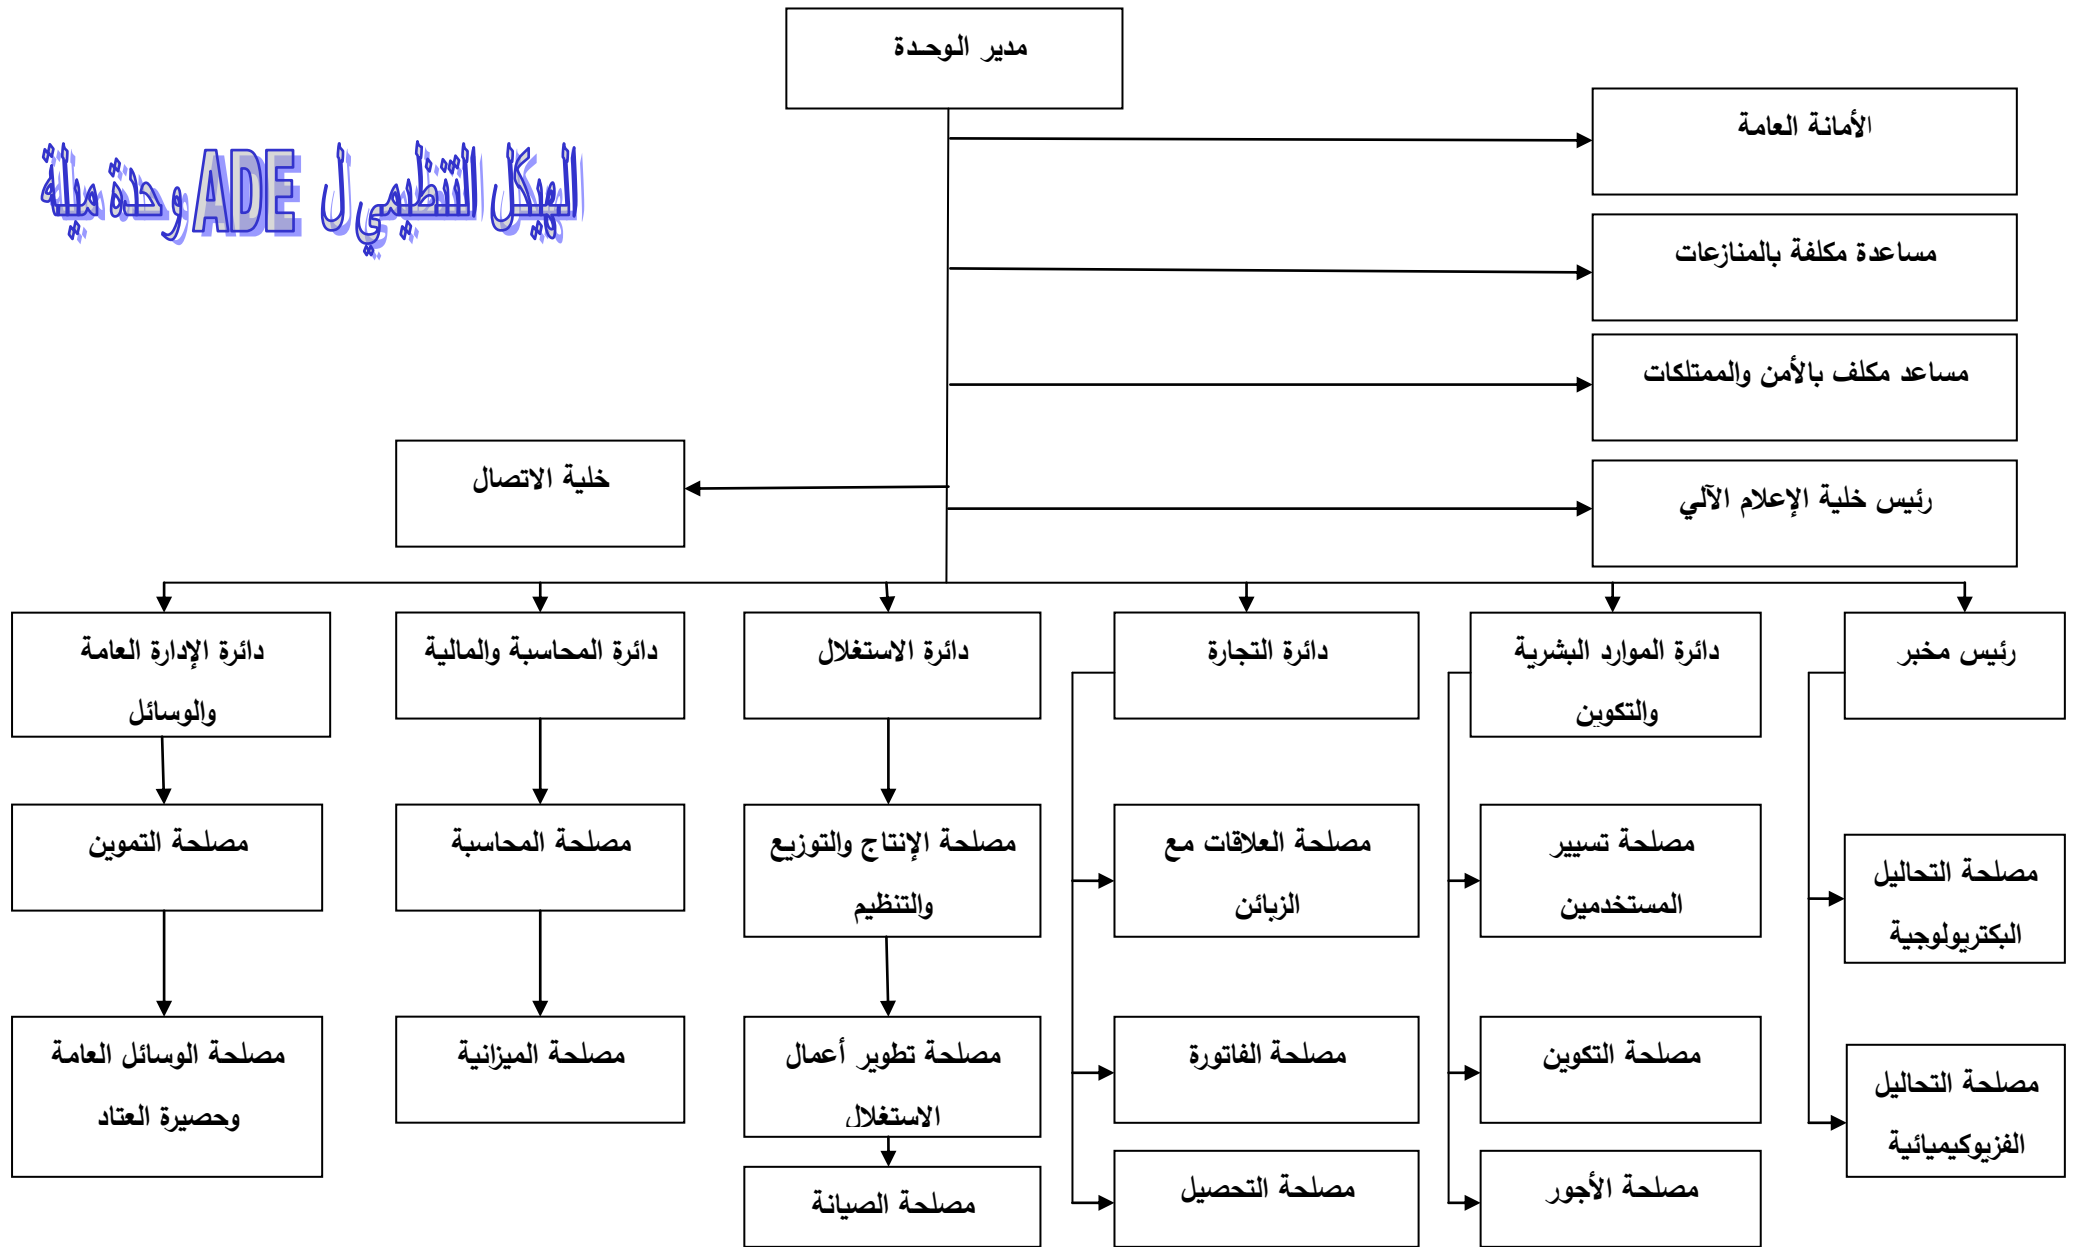 مدير الوحدة
الهيكل التنظيمي ل ADE وحدة ميلة
الأمانة العامة
مساعدة مكلفة بالمنازعات
مساعد مكلف بالأمن والممتلكات
خلية الاتصال
رئيس خلية الإعلام الآلي
رئيس مخبر
دائرة الموارد البشرية
والتكوين
دائرة التجارة
دائرة الاستغلال
دائرة المحاسبة والمالية
دائرة الإدارة العامة
والوسائل
مصلحة التحاليل
البكتريولوجية
مصلحة تسيير
المستخدمين
مصلحة العلاقات مع
الزبائن
مصلحة الإنتاج والتوزيع
والتنظيم
مصلحة المحاسبة
مصلحة التموين
مصلحة التحاليل
الفزيوكيميائية
مصلحة التكوين
مصلحة الفاتورة
مصلحة تطوير أعمال
الاستغلال
مصلحة الميزانية
مصلحة الوسائل العامة
وحصيرة العتاد
مصلحة الأجور
مصلحة التحصيل
مصلحة الصيانة